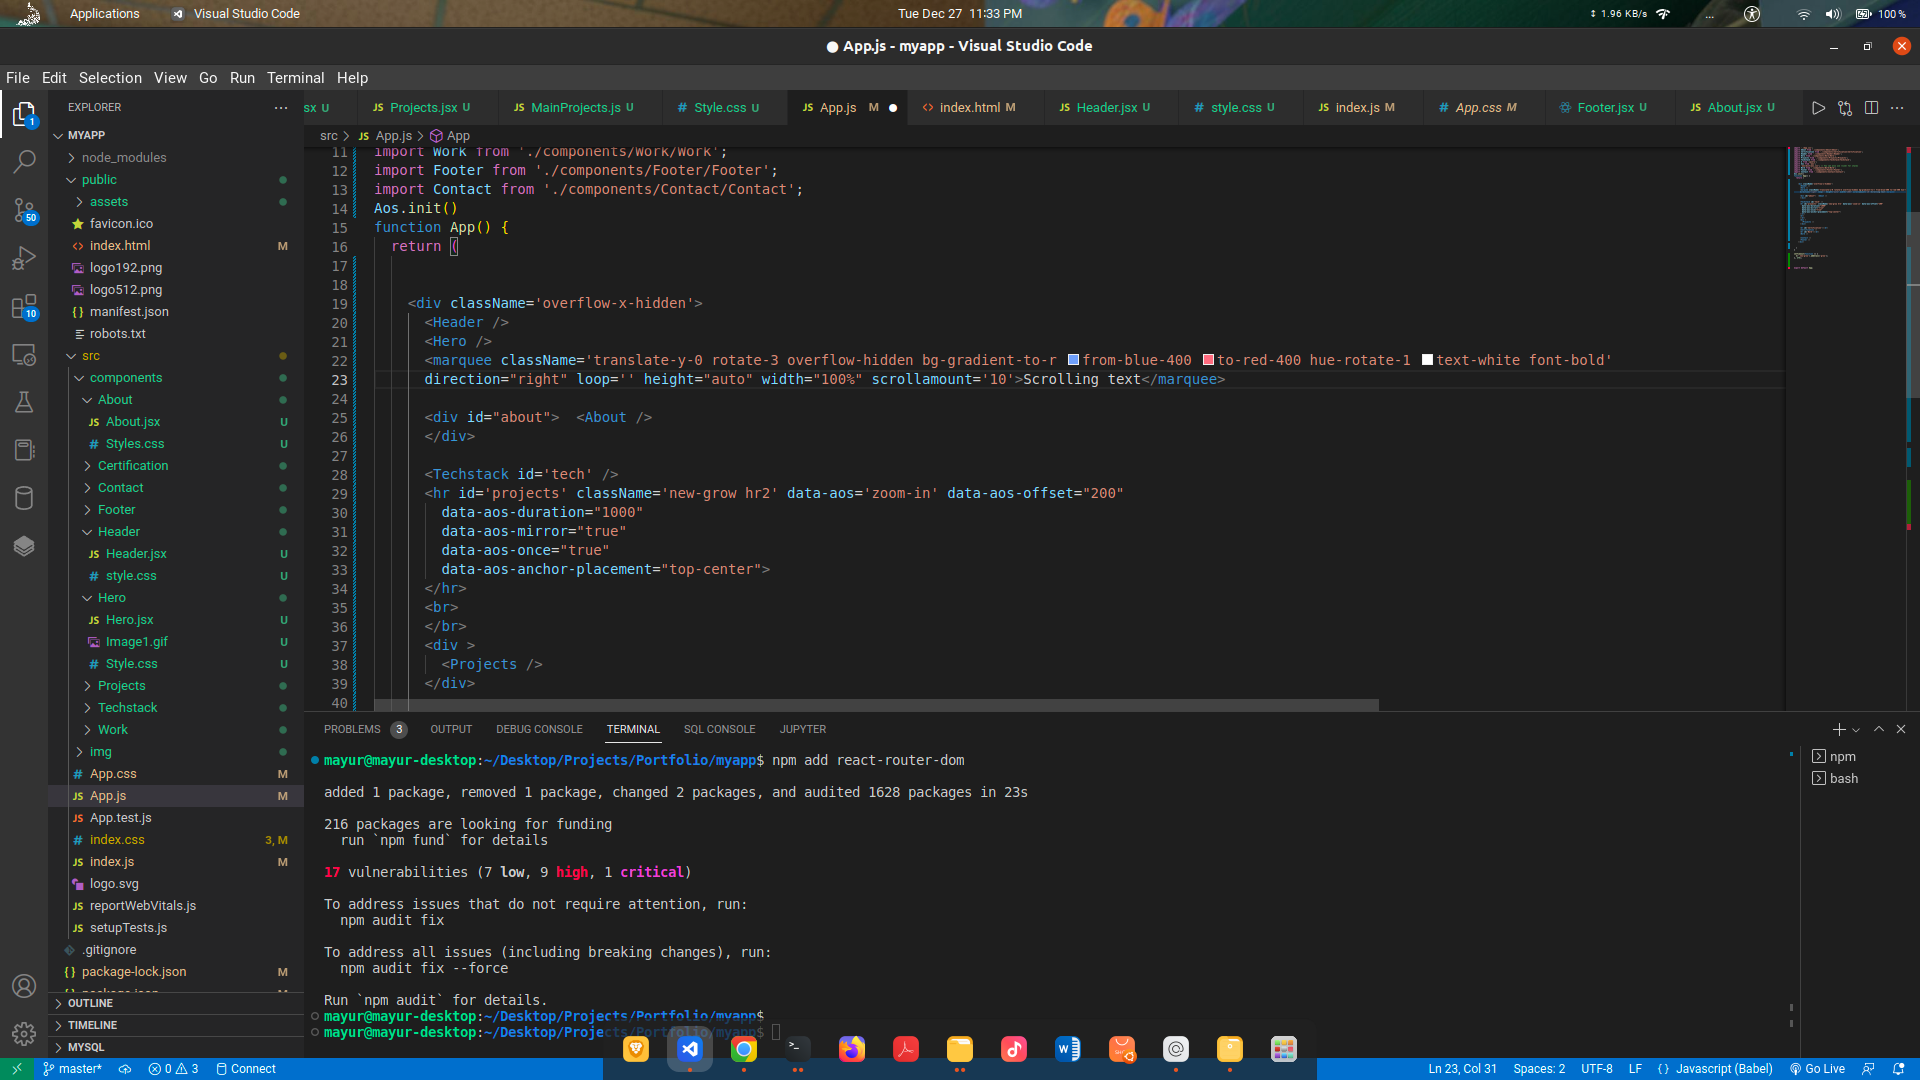 Applications Visual Studio Code Tue Dec 27 11:33 PM 1.96 KB/s ... 100 %
● App.js - myapp - Visual Studio Code
File Edit Selection View Go Run Terminal Help
EXPLORER
sx U Projects.jsx U MainProjects.js U Style.css U App.js M index.html M Header.jsx U style.css U index.js M App.css M Footer.jsx U About.jsx U
src > App.js > App
MYAPP
node_modules
public
assets
favicon.ico
index.html M
logo192.png
logo512.png
manifest.json
robots.txt
src
components
About
About.jsx U
Styles.css U
Certification
Contact
Footer
Header
Header.jsx U
style.css U
Hero
Hero.jsx U
Image1.gif U
Style.css U
Projects
Techstack
Work
img
App.css M
App.js M
App.test.js
index.css 3, M
index.js M
logo.svg
reportWebVitals.js
setupTests.js
.gitignore
package-lock.json M
OUTLINE
TIMELINE
MYSQL
1
50
10
11 import Work from './components/Work/Work';
12 import Footer from './components/Footer/Footer';
13 import Contact from './components/Contact/Contact';
14 Aos.init()
15 function App() {
16 return (
17
18
19 <div className='overflow-x-hidden'>
20 <Header />
21 <Hero />
22 <marquee className='translate-y-0 rotate-3 overflow-hidden bg-gradient-to-r from-blue-400 to-red-400 hue-rotate-1 text-white font-bold'
23 direction="right" loop='' height="auto" width="100%" scrollamount='10'>Scrolling text</marquee>
24
25 <div id="about"> <About />
26 </div>
27
28 <Techstack id='tech' />
29 <hr id='projects' className='new-grow hr2' data-aos='zoom-in' data-aos-offset="200"
30 data-aos-duration="1000"
31 data-aos-mirror="true"
32 data-aos-once="true"
33 data-aos-anchor-placement="top-center">
34 </hr>
35 <br>
36 </br>
37 <div >
38 <Projects />
39 </div>
40
PROBLEMS 3 OUTPUT DEBUG CONSOLE TERMINAL SQL CONSOLE JUPYTER
mayur@mayur-desktop:~/Desktop/Projects/Portfolio/myapp$ npm add react-router-dom
added 1 package, removed 1 package, changed 2 packages, and audited 1628 packages in 23s
216 packages are looking for funding
run `npm fund` for details
17 vulnerabilities (7 low, 9 high, 1 critical)
To address issues that do not require attention, run:
npm audit fix
To address all issues (including breaking changes), run:
npm audit fix --force
Run `npm audit` for details.
mayur@mayur-desktop:~/Desktop/Projects/Portfolio/myapp$
mayur@mayur-desktop:~/Desktop/Projects/Portfolio/myapp$
npm
bash
master* 0 3 Connect Ln 23, Col 31 Spaces: 2 UTF-8 LF { } Javascript (Babel) Go Live